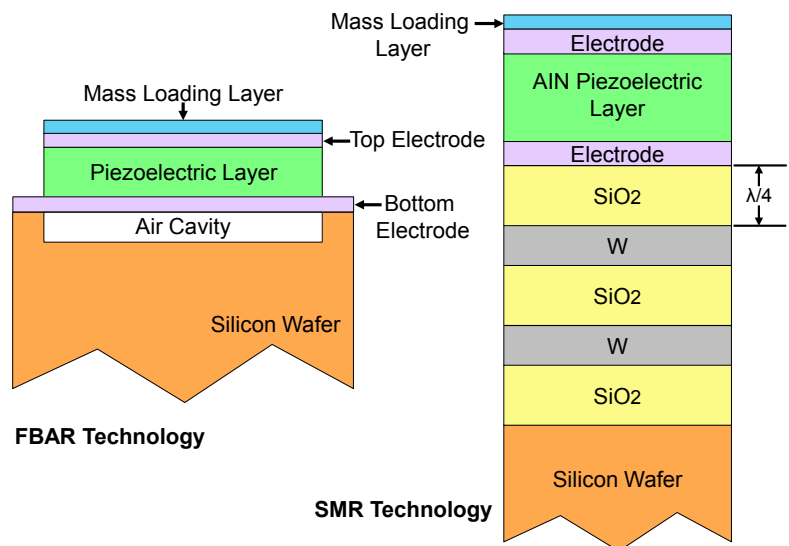 Mass Loading Layer
Top Electrode
Piezoelectric Layer
Bottom
Electrode
Air Cavity
Silicon Wafer
FBAR Technology
Mass Loading
Layer
Electrode
AIN Piezoelectric
Layer
Electrode
SiO2
λ/4
W
SiO2
W
SiO2
Silicon Wafer
SMR Technology